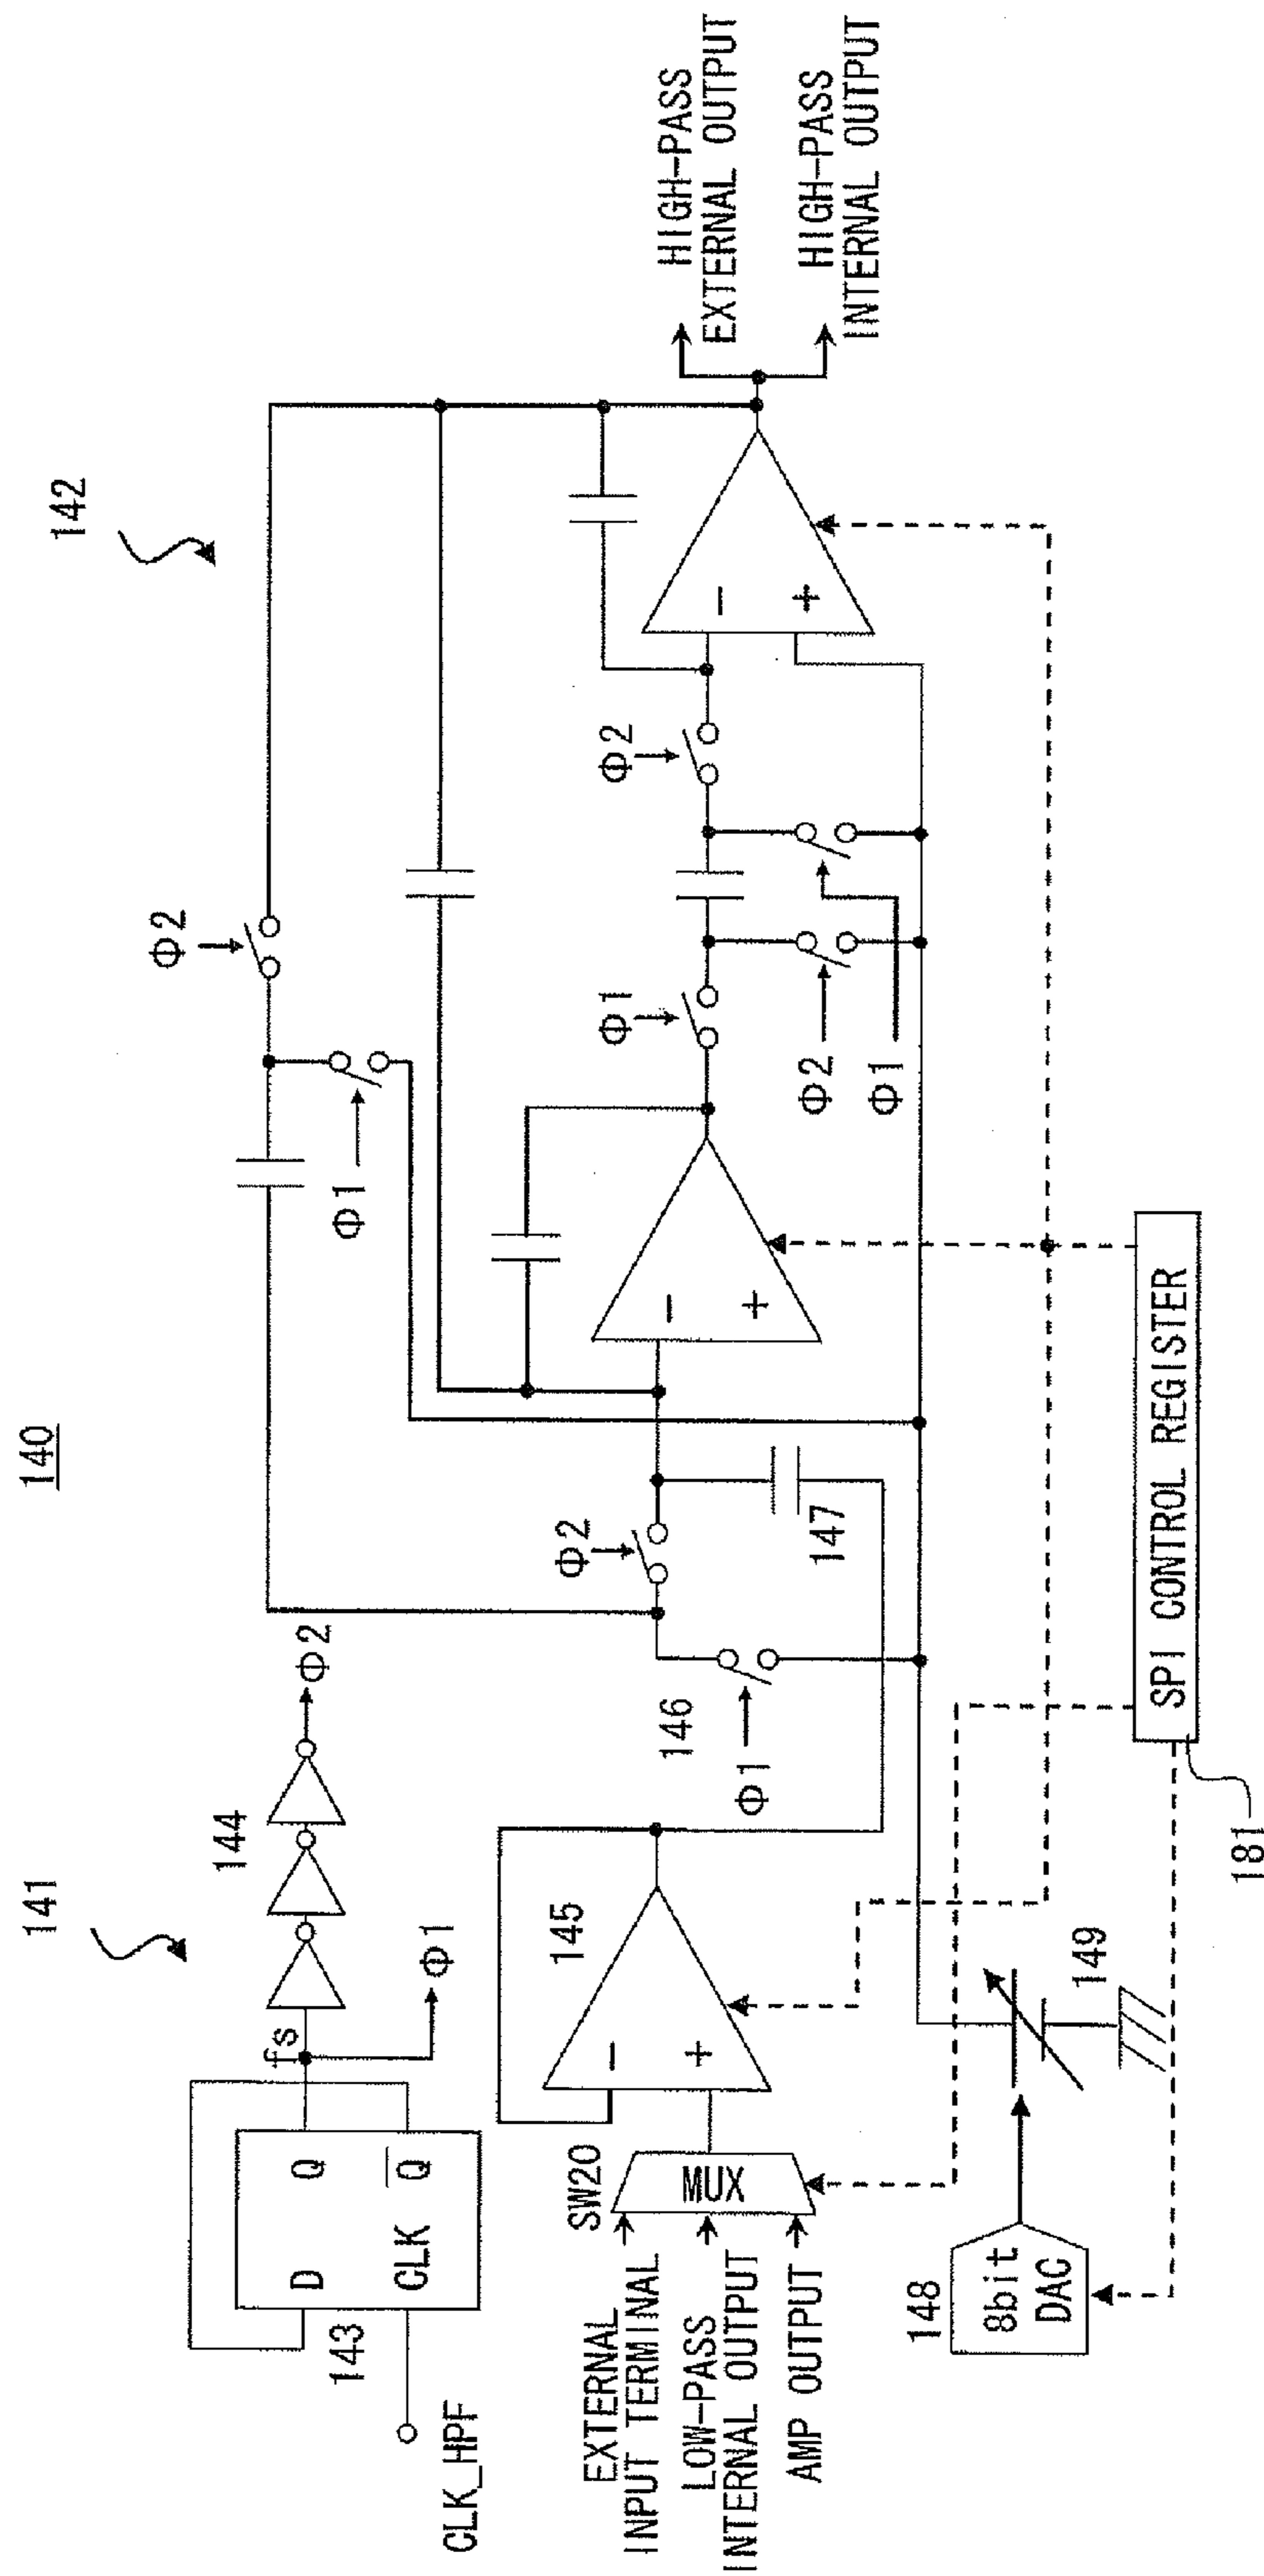 140
141
142
143
D
Q
CLK
Q
CLK_HPF
fs
Φ1
144
Φ2
EXTERNAL
INPUT TERMINAL
LOW-PASS
INTERNAL OUTPUT
AMP OUTPUT
SW20
MUX
145
-
+
146
Φ1
Φ2
147
-
+
Φ1
Φ2
Φ1
Φ2
Φ1
Φ2
-
+
HIGH-PASS
EXTERNAL OUTPUT
HIGH-PASS
INTERNAL OUTPUT
148
8bit
DAC
149
SPI CONTROL REGISTER
181